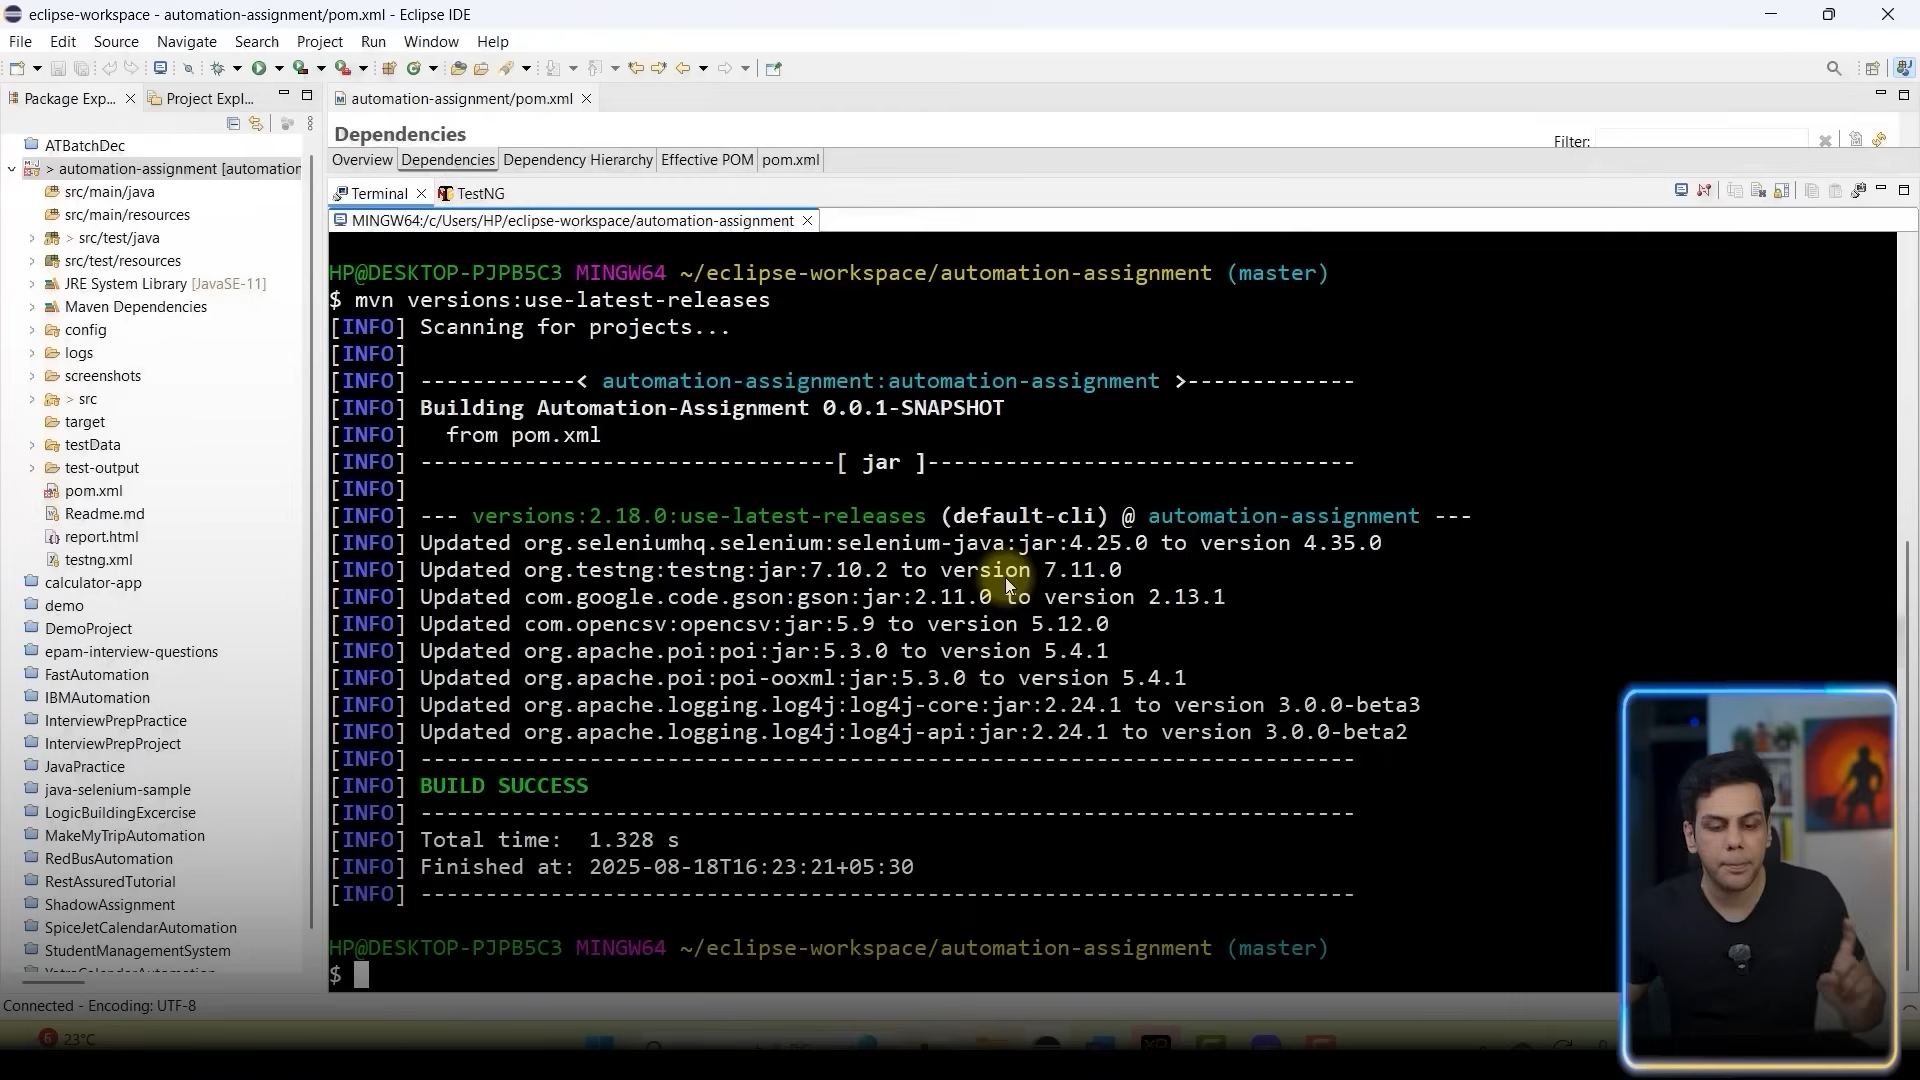 eclipse-workspace - automation-assignment/pom.xml - Eclipse IDE
File Edit Source Navigate Search Project Run Window Help
Package Exp... Project Expl...
automation-assignment/pom.xml
Dependencies
Filter:
Overview Dependencies Dependency Hierarchy Effective POM pom.xml
Terminal TestNG
MINGW64:/c/Users/HP/eclipse-workspace/automation-assignment
ATBatchDec
> automation-assignment [automation
src/main/java
src/main/resources
> src/test/java
src/test/resources
JRE System Library [JavaSE-11]
Maven Dependencies
config
logs
screenshots
> src
target
testData
test-output
pom.xml
Readme.md
report.html
testng.xml
calculator-app
demo
DemoProject
epam-interview-questions
FastAutomation
IBMAutomation
InterviewPrepPractice
InterviewPrepProject
JavaPractice
java-selenium-sample
LogicBuildingExcercise
MakeMyTripAutomation
RedBusAutomation
RestAssuredTutorial
ShadowAssignment
SpiceJetCalendarAutomation
StudentManagementSystem
HP@DESKTOP-PJPB5C3 MINGW64 ~/eclipse-workspace/automation-assignment (master)
$ mvn versions:use-latest-releases
[INFO] Scanning for projects...
[INFO]
[INFO] ------------< automation-assignment:automation-assignment >-------------
[INFO] Building Automation-Assignment 0.0.1-SNAPSHOT
[INFO]   from pom.xml
[INFO] --------------------------------[ jar ]---------------------------------
[INFO]
[INFO] --- versions:2.18.0:use-latest-releases (default-cli) @ automation-assignment ---
[INFO] Updated org.seleniumhq.selenium:selenium-java:jar:4.25.0 to version 4.35.0
[INFO] Updated org.testng:testng:jar:7.10.2 to version 7.11.0
[INFO] Updated com.google.code.gson:gson:jar:2.11.0 to version 2.13.1
[INFO] Updated com.opencsv:opencsv:jar:5.9 to version 5.12.0
[INFO] Updated org.apache.poi:poi:jar:5.3.0 to version 5.4.1
[INFO] Updated org.apache.poi:poi-ooxml:jar:5.3.0 to version 5.4.1
[INFO] Updated org.apache.logging.log4j:log4j-core:jar:2.24.1 to version 3.0.0-beta3
[INFO] Updated org.apache.logging.log4j:log4j-api:jar:2.24.1 to version 3.0.0-beta2
[INFO] ------------------------------------------------------------------------
[INFO] BUILD SUCCESS
[INFO] ------------------------------------------------------------------------
[INFO] Total time:  1.328 s
[INFO] Finished at: 2025-08-18T16:23:21+05:30
[INFO] ------------------------------------------------------------------------
HP@DESKTOP-PJPB5C3 MINGW64 ~/eclipse-workspace/automation-assignment (master)
$
Connected - Encoding: UTF-8
6 23°C